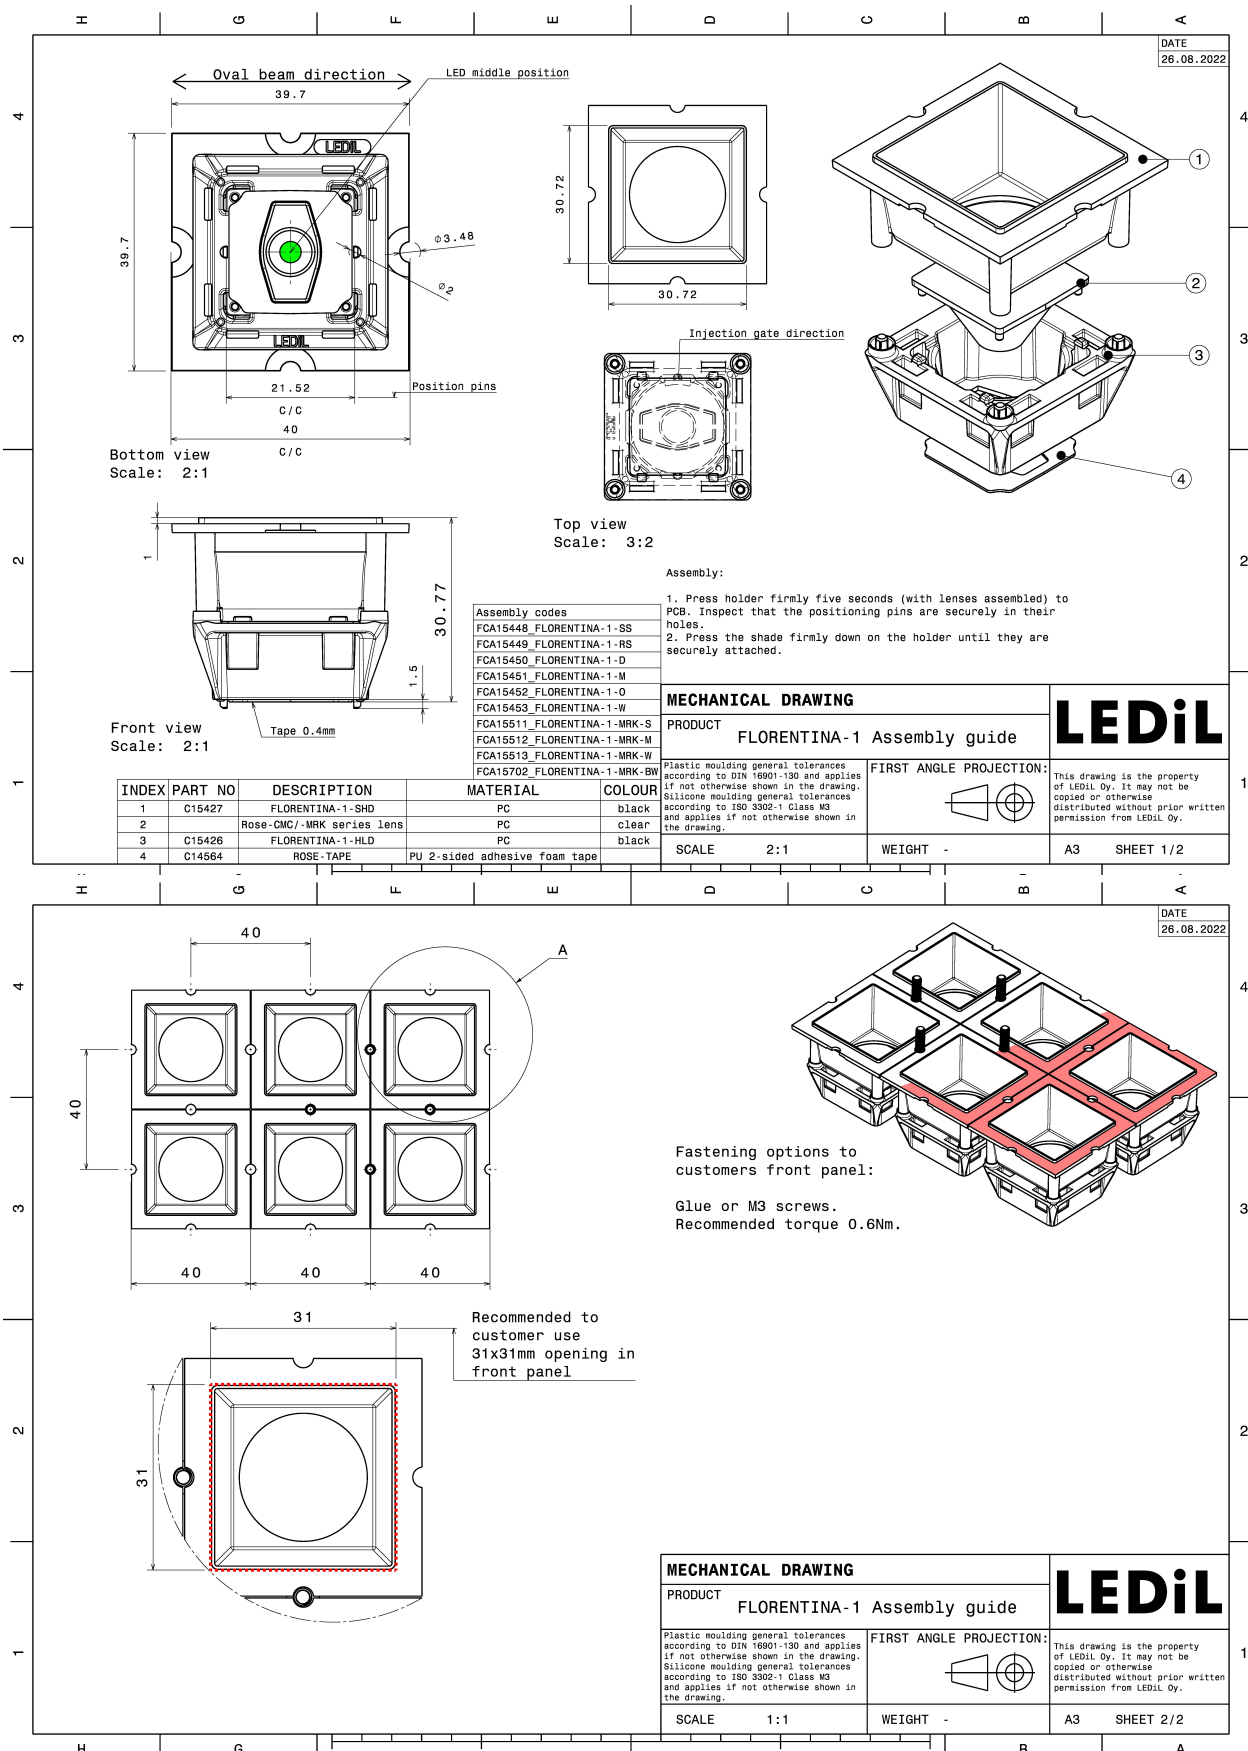 H G F E D C B A
DATE
26.08.2022
4
4
3
3
2
2
1
1
Oval beam direction
LED middle position
39.7
39.7
LEDiL
LEDiL
Ø3.48
Ø2
21.52
C/C
Position pins
40
C/C
Bottom view
Scale: 2:1
30.72
30.72
Injection gate direction
Top view
Scale: 3:2
1
2
3
4
1
30.77
1.5
Tape 0.4mm
Front view
Scale: 2:1
Assembly:
1. Press holder firmly five seconds (with lenses assembled) to
PCB. Inspect that the positioning pins are securely in their
holes.
2. Press the shade firmly down on the holder until they are
securely attached.
Assembly codes
FCA15448_FLORENTINA-1-SS
FCA15449_FLORENTINA-1-RS
FCA15450_FLORENTINA-1-D
FCA15451_FLORENTINA-1-M
FCA15452_FLORENTINA-1-O
FCA15453_FLORENTINA-1-W
FCA15511_FLORENTINA-1-MRK-S
FCA15512_FLORENTINA-1-MRK-M
FCA15513_FLORENTINA-1-MRK-W
FCA15702_FLORENTINA-1-MRK-BW
INDEX PART NO DESCRIPTION MATERIAL COLOUR
1 C15427 FLORENTINA-1-SHD PC black
2 Rose-CMC/-MRK series lens PC clear
3 C15426 FLORENTINA-1-HLD PC black
4 C14564 ROSE-TAPE PU 2-sided adhesive foam tape
MECHANICAL DRAWING
PRODUCT
FLORENTINA-1 Assembly guide
LEDiL
Plastic moulding general tolerances
according to DIN 16901-130 and applies
if not otherwise shown in the drawing.
Silicone moulding general tolerances
according to ISO 3302-1 Class M3
and applies if not otherwise shown in
the drawing.
FIRST ANGLE PROJECTION:
This drawing is the property
of LEDiL Oy. It may not be
copied or otherwise
distributed without prior written
permission from LEDiL Oy.
SCALE 2:1
WEIGHT -
A3 SHEET 1/2
H G F E D C B A
DATE
26.08.2022
4
4
3
3
2
2
1
1
40
A
40
40 40 40
Fastening options to
customers front panel:
Glue or M3 screws.
Recommended torque 0.6Nm.
31
31
Recommended to
customer use
31x31mm opening in
front panel
MECHANICAL DRAWING
PRODUCT
FLORENTINA-1 Assembly guide
LEDiL
Plastic moulding general tolerances
according to DIN 16901-130 and applies
if not otherwise shown in the drawing.
Silicone moulding general tolerances
according to ISO 3302-1 Class M3
and applies if not otherwise shown in
the drawing.
FIRST ANGLE PROJECTION:
This drawing is the property
of LEDiL Oy. It may not be
copied or otherwise
distributed without prior written
permission from LEDiL Oy.
SCALE 1:1
WEIGHT -
A3 SHEET 2/2
H G B A